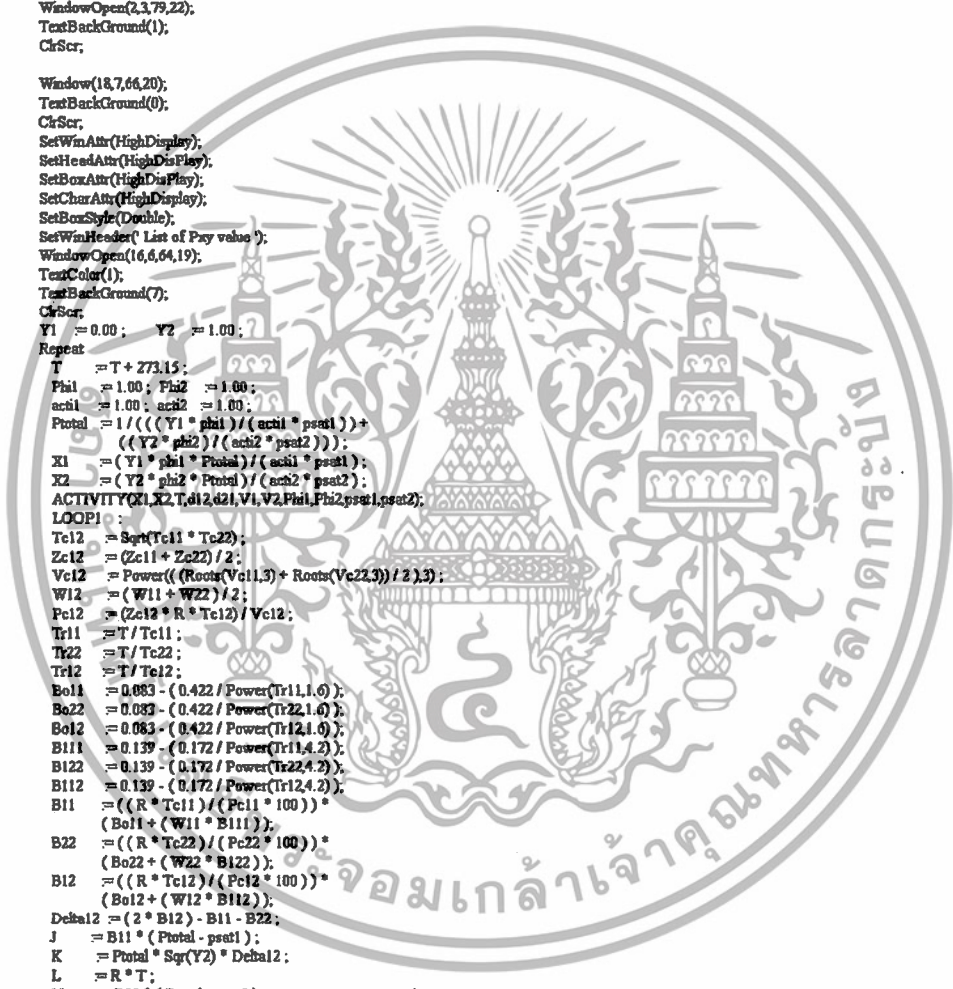 WindowOpen(2,3,79,22);
TextBackGround(1);
ClrScr;
Window(18,7,66,20);
TextBackGround(0);
ClrScr;
SetWinAttr(HighDisplay);
SetHeadAttr(HighDisPlay);
SetBoxAttr(HighDisPlay);
SetCharAttr(HighDisplay);
SetBoxStyle(Double);
SetWinHeader(' List of Pxy value ');
WindowOpen(16,6,64,19);
TextColor(1);
TextBackGround(7);
ClrScr;
Y1 := 0.00 ; Y2 := 1.00 ;
Repeat
T := T + 273.15 ;
Phi1 := 1.00 ; Phi2 := 1.00 ;
acti1 := 1.00 ; acti2 := 1.00 ;
Ptotal := 1 / ((( Y1 * phi1 ) / ( acti1 * psat1 )) +
(( Y2 * phi2 ) / ( acti2 * psat2 ))) ;
X1 := ( Y1 * phi1 * Ptotal ) / ( acti1 * psat1 ) ;
X2 := ( Y2 * phi2 * Ptotal ) / ( acti2 * psat2 ) ;
ACTIVITY(X1,X2,T,d12,d21,V1,V2,Phi1,Phi2,psat1,psat2);
LOOP1 :
Tc12 := Sqrt(Tc11 * Tc22) ;
Zc12 := (Zc11 + Zc22) / 2 ;
Vc12 := Power(( (Roots(Vc11,3) + Roots(Vc22,3)) / 2 ),3) ;
W12 := ( W11 + W22 ) / 2 ;
Pc12 := (Zc12 * R * Tc12) / Vc12 ;
Tr11 := T / Tc11 ;
Tr22 := T / Tc22 ;
Tr12 := T / Tc12 ;
Bo11 := 0.083 - ( 0.422 / Power(Tr11,1.6) );
Bo22 := 0.083 - ( 0.422 / Power(Tr22,1.6) );
Bo12 := 0.083 - ( 0.422 / Power(Tr12,1.6) );
B111 := 0.139 - ( 0.172 / Power(Tr11,4.2) );
B122 := 0.139 - ( 0.172 / Power(Tr22,4.2) );
B112 := 0.139 - ( 0.172 / Power(Tr12,4.2) );
B11 := (( R * Tc11 ) / ( Pc11 * 100 )) *
( Bo11 + ( W11 * B111 ));
B22 := (( R * Tc22 ) / ( Pc22 * 100 )) *
( Bo22 + ( W22 * B122 ));
B12 := (( R * Tc12 ) / ( Pc12 * 100 )) *
( Bo12 + ( W12 * B112 ));
Delta12 := ( 2 * B12 ) - B11 - B22 ;
J := B11 * ( Ptotal - psat1 ) ;
K := Ptotal * Sqr(Y2) * Delta12 ;
L := R * T ;